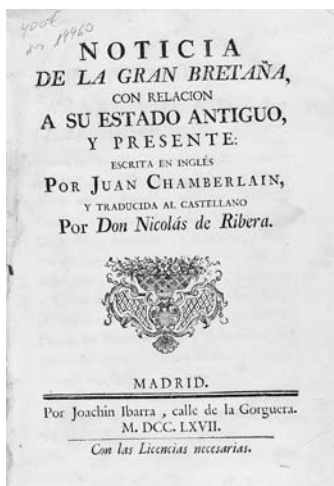 400€
19960
NOTICIA
DE LA GRAN BRETAÑA,
CON RELACION
A SU ESTADO ANTIGUO,
Y PRESENTE:
ESCRITA EN INGLÉS
POR JUAN CHAMBERLAIN,
Y TRADUCIDA AL CASTELLANO
Por Don Nicolás de Ribera.
MADRID.
Por Joachin Ibarra, calle de la Gorguera.
M. DCC. LXVII.
Con las Licencias necesarias.